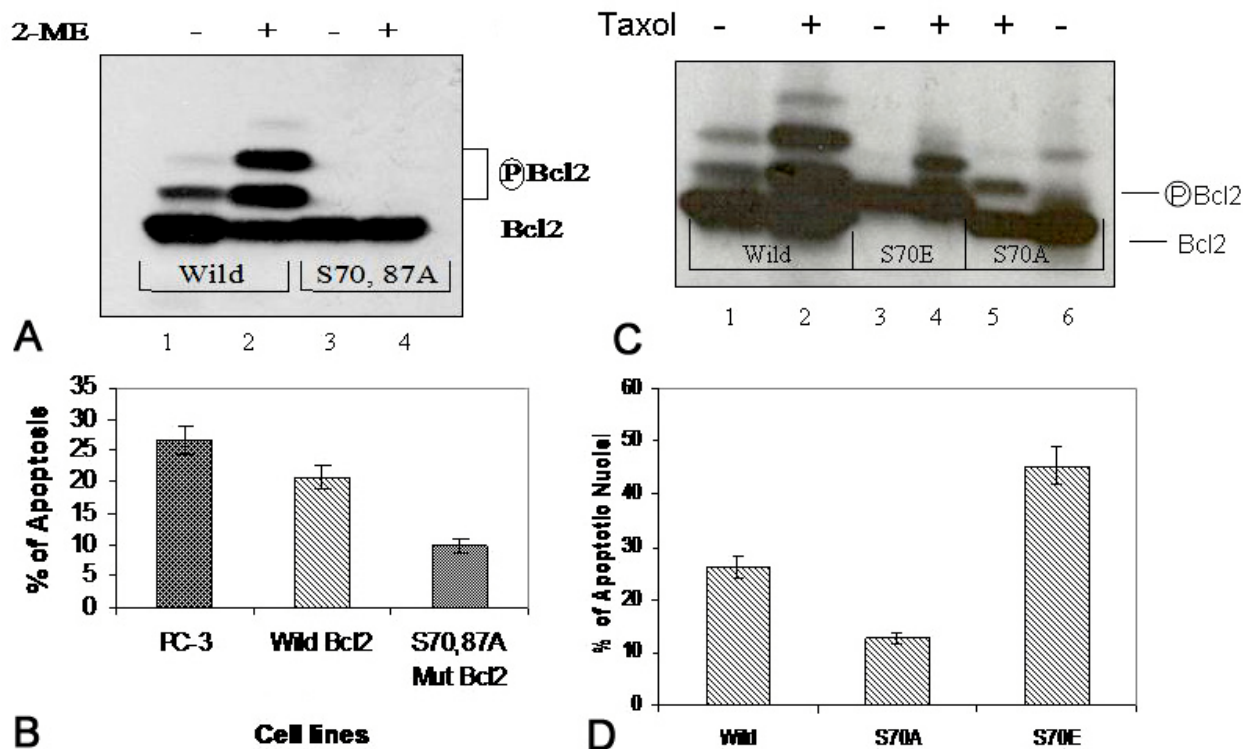 2-ME - + - +
ⓅBcl2
Bcl2
Wild S70, 87A
1 2 3 4
A
Taxol - + - + + -
ⓅBcl2
Bcl2
Wild S70E S70A
1 2 3 4 5 6
C
% of Apoptosis
35
30
25
20
15
10
5
0
PC-3 Wild Bcl2 S70,87A
Mut Bcl2
B Cell lines
% of Apoptotic Nuclei
60
50
40
30
20
10
0
D Wild S70A S70E